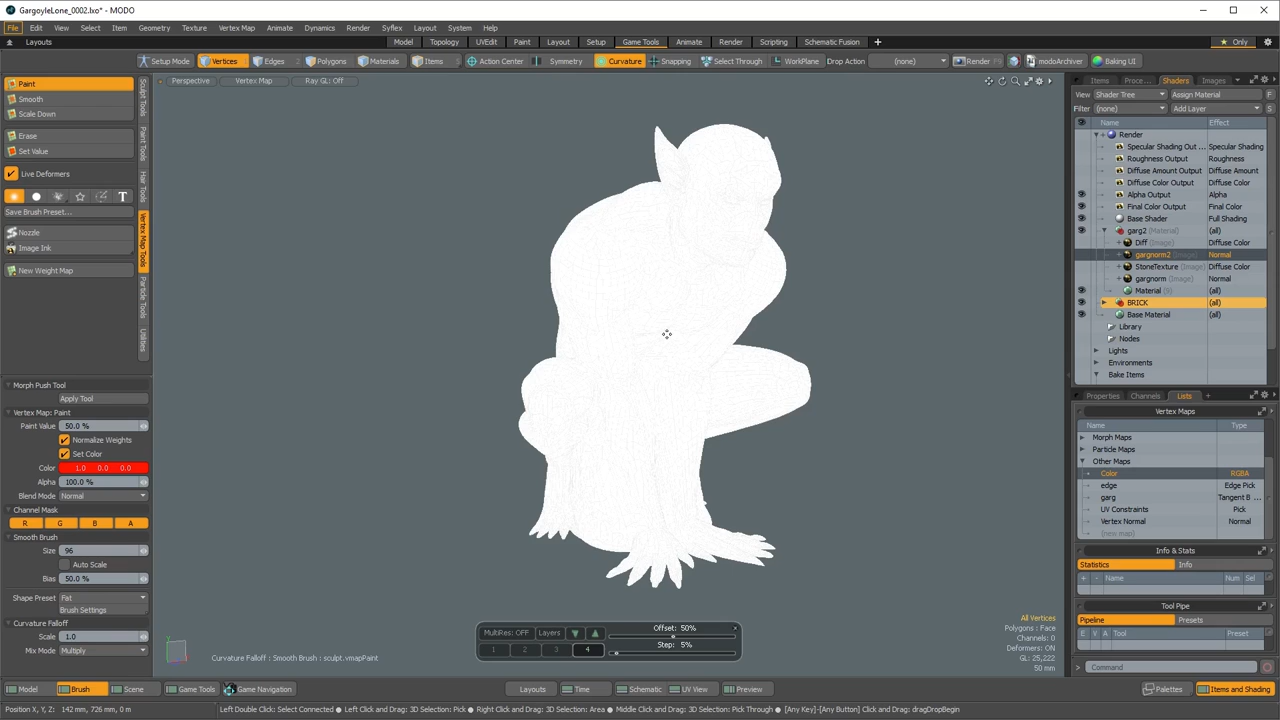 GargoyleLone_0002.lxo* - MODO
File Edit View Select Item Geometry Texture Vertex Map Animate Dynamics Render Syflex Layout System Help
Layouts Model Topology UVEdit Paint Layout Setup Game Tools Animate Render Scripting Schematic Fusion Only
Setup Mode Vertices Edges Polygons Materials Items Action Center Symmetry Curvature Snapping Select Through WorkPlane Drop Action (none) Render modoArchiver Baking UI
Perspective Vertex Map Ray GL: Off
Paint
Smooth
Scale Down
Erase
Set Value
Live Deformers
T
Save Brush Preset...
Nozzle
Image Ink
New Weight Map
Sculpt Tools
Paint Tools
Hair Tools
Vertex Map Tools
Particle Tools
Utilities
Morph Push Tool
Apply Tool
Vertex Map: Paint
Paint Value 50.0 %
Normalize Weights
Set Color
Color 1.0 0.0 0.0
Alpha 100.0 %
Blend Mode Normal
Channel Mask
R G B A
Smooth Brush
Size 96
Auto Scale
Bias 50.0 %
Shape Preset Fat
Brush Settings
Curvature Falloff
Scale 1.0
Mix Mode Multiply
Curvature Falloff : Smooth Brush : sculpt.vmapPaint
MultiRes: OFF Layers Offset: 50%
1 2 3 4 Step: 5%
All Vertices
Polygons : Face
Channels: 0
Deformers: ON
GL: 25,222
50 mm
Items Proce... Shaders Images
View Shader Tree Assign Material F
Filter (none) Add Layer S
Name Effect
Render
Specular Shading Out ... Specular Shading
Roughness Output Roughness
Diffuse Amount Output Diffuse Amount
Diffuse Color Output Diffuse Color
Alpha Output Alpha
Final Color Output Final Color
Base Shader Full Shading
garg2 (Material) (all)
Diff (Image) Diffuse Color
gargnorm2 (Image) Normal
StoneTexture (Image) Diffuse Color
gargnorm (Image) Normal
Material (9) (all)
BRICK (all)
Base Material (all)
Library
Nodes
Lights
Environments
Bake Items
Properties Channels Lists +
Vertex Maps
Name Type
Morph Maps
Particle Maps
Other Maps
Color RGBA
edge Edge Pick
garg Tangent B ...
UV Constraints Pick
Vertex Normal Normal
(new map)
Info & Stats
Statistics Info
+ - Name Num Sel
Tool Pipe
Pipeline Presets
E V A Tool Preset
Command
Model Brush Scene Game Tools Game Navigation Layouts Time Schematic UV View Preview Palettes Items and Shading
Position X, Y, Z: 142 mm, 726 mm, 0 m Left Double Click: Select Connected ● Left Click and Drag: 3D Selection: Pick ● Right Click and Drag: 3D Selection: Area ● Middle Click and Drag: 3D Selection: Pick Through ● [Any Key]-[Any Button] Click and Drag: dragDropBegin